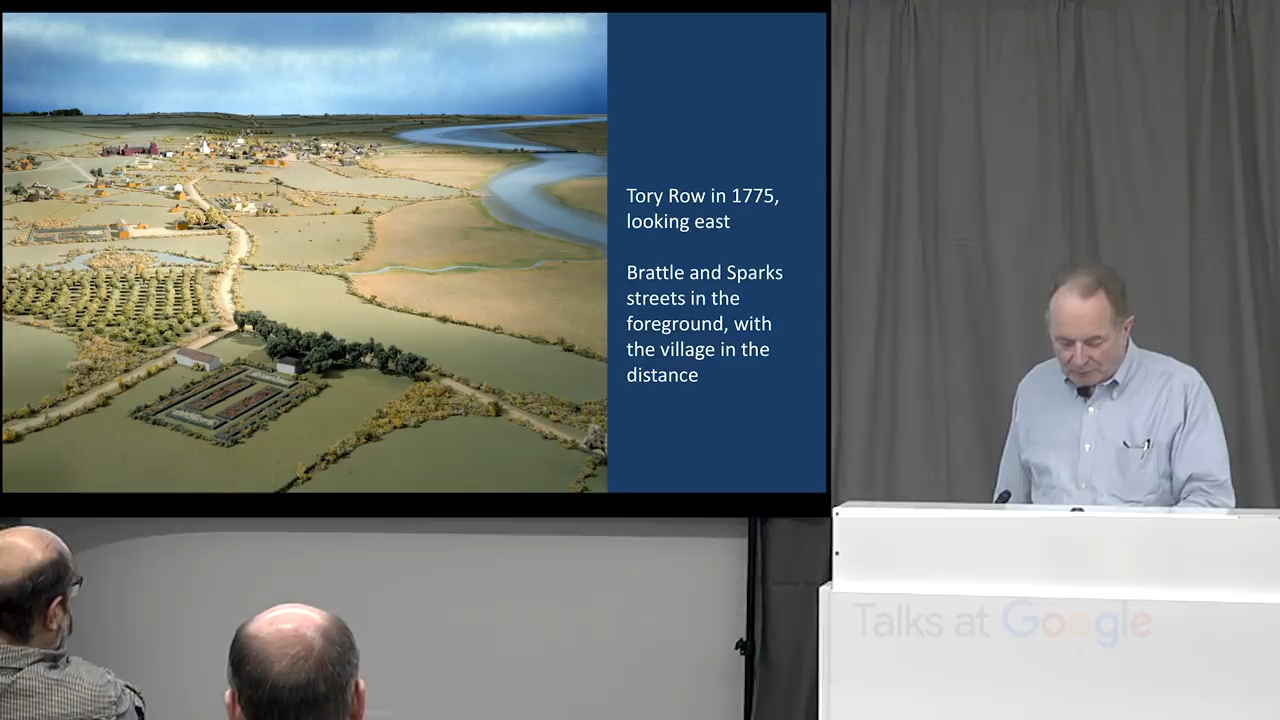 Tory Row in 1775,
looking east
Brattle and Sparks
streets in the
foreground, with
the village in the
distance
Talks at Google